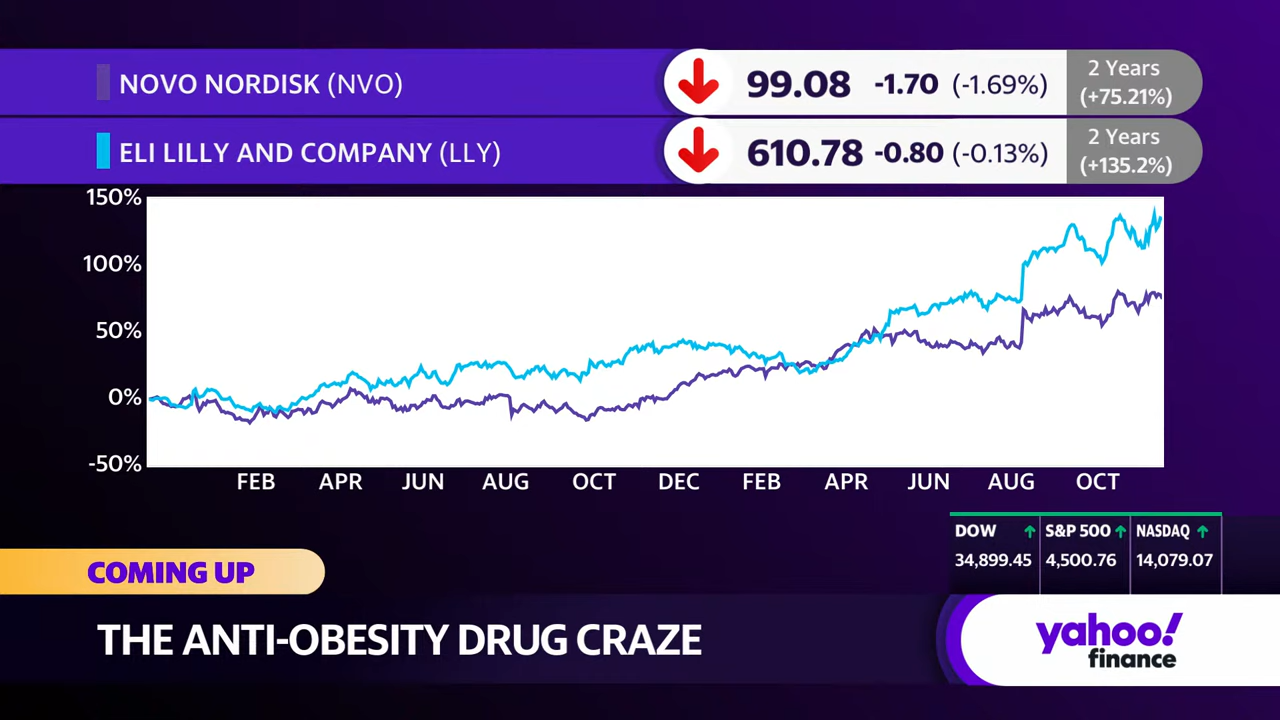 NOVO NORDISK (NVO)
99.08 -1.70 (-1.69%)
2 Years
(+75.21%)
ELI LILLY AND COMPANY (LLY)
610.78 -0.80 (-0.13%)
2 Years
(+135.2%)
150%
100%
50%
0%
-50%
FEB APR JUN AUG OCT DEC FEB APR JUN AUG OCT
DOW S&P 500 NASDAQ
34,899.45 4,500.76 14,079.07
COMING UP
THE ANTI-OBESITY DRUG CRAZE
yahoo!
finance